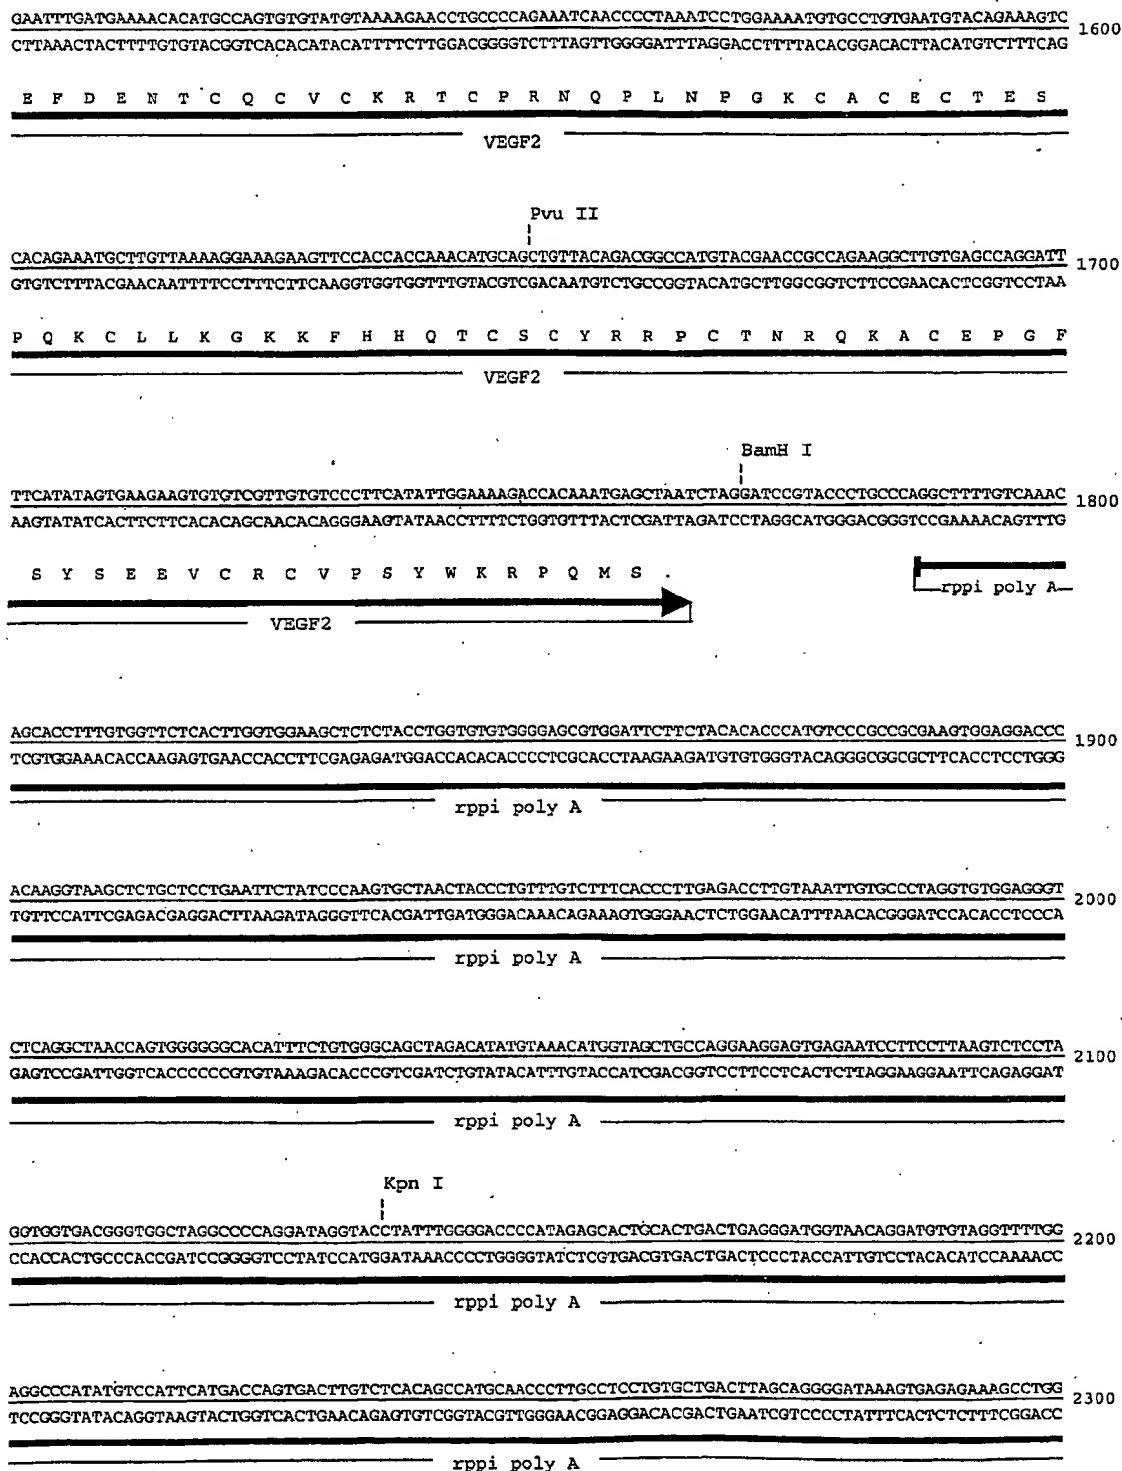 GAATTTGATGAAAACACATGCCAGTGTGTATGTAAAAGAACCTGCCCCAGAAATCAACCCCTAAATCCTGGAAAATGTGCCTGTGAATGTACAGAAAGTC
1600
CTTAAACTACTTTTGTGTACGGTCACACATACATTTTCTTGGACGGGGTCTTTAGTTGGGGATTTAGGACCTTTTACACGGACACTTACATGTCTTTCAG
E F D E N T C Q C V C K R T C P R N Q P L N P G K C A C E C T E S
VEGF2
Pvu II
CACAGAAATGCTTGTTAAAAGGAAAGAAGTTCCACCACCAAACATGCAGCTGTTACAGACGGCCATGTACGAACCGCCAGAAGGCTTGTGAGCCAGGATT
1700
GTGTCTTTACGAACAATTTTCCTTTCTTCAAGGTGGTGGTTTGTACGTCGACAATGTCTGCCGGTACATGCTTGGCGGTCTTCCGAACACTCGGTCCTAA
P Q K C L L K G K K F H H Q T C S C Y R R P C T N R Q K A C E P G F
VEGF2
BamH I
TTCATATAGTGAAGAAGTGTGTCGTTGTGTCCCTTCATATTGGAAAAGACCACAAATGAGCTAATCTAGGATCCGTACCCTGCCCAGGCTTTTGTCAAAC
1800
AAGTATATCACTTCTTCACACAGCAACACAGGGAAGTATAACCTTTTCTGGTGTTTACTCGATTAGATCCTAGGCATGGGACGGGTCCGAAAACAGTTTG
S Y S E E V C R C V P S Y W K R P Q M S .
rppi poly A
VEGF2
AGCACCTTTGTGGTTCTCACTTGGTGGAAGCTCTCTACCTGGTGTGTGGGGAGCGTGGATTCTTCTACACACCCATGTCCCGCCGCGAAGTGGAGGACCC
1900
TCGTGGAAACACCAAGAGTGAACCACCTTCGAGAGATGGACCACACACCCCTCGCACCTAAGAAGATGTGTGGGTACAGGGCGGCGCTTCACCTCCTGGG
rppi poly A
ACAAGGTAAGCTCTGCTCCTGAATTCTATCCCAAGTGCTAACTACCCTGTTTGTCTTTCACCCTTGAGACCTTGTAAATTGTGCCCTAGGTGTGGAGGGT
2000
TGTTCCATTCGAGACGAGGACTTAAGATAGGGTTCACGATTGATGGGACAAACAGAAAGTGGGAACTCTGGAACATTTAACACGGGATCCACACCTCCCA
rppi poly A
CTCAGGCTAACCAGTGGGGGGCACATTTCTGTGGGCAGCTAGACATATGTAAACATGGTAGCTGCCAGGAAGGAGTGAGAATCCTTCCTTAAGTCTCCTA
2100
GAGTCCGATTGGTCACCCCCCGTGTAAAGACACCCGTCGATCTGTATACATTTGTACCATCGACGGTCCTTCCTCACTCTTAGGAAGGAATTCAGAGGAT
rppi poly A
Kpn I
GGTGGTGACGGGTGGCTAGGCCCCAGGATAGGTACCTATTTGGGGACCCCATAGAGCACTGCACTGACTGAGGGATGGTAACAGGATGTGTAGGTTTTGG
2200
CCACCACTGCCCACCGATCCGGGGTCCTATCCATGGATAAACCCCTGGGGTATCTCGTGACGTGACTGACTCCCTACCATTGTCCTACACATCCAAAACC
rppi poly A
AGGCCCATATGTCCATTCATGACCAGTGACTTGTCTCACAGCCATGCAACCCTTGCCTCCTGTGCTGACTTAGCAGGGGATAAAGTGAGAGAAAGCCTGG
2300
TCCGGGTATACAGGTAAGTACTGGTCACTGAACAGAGTGTCGGTACGTTGGGAACGGAGGACACGACTGAATCGTCCCCTATTTCACTCTCTTTCGGACC
rppi poly A